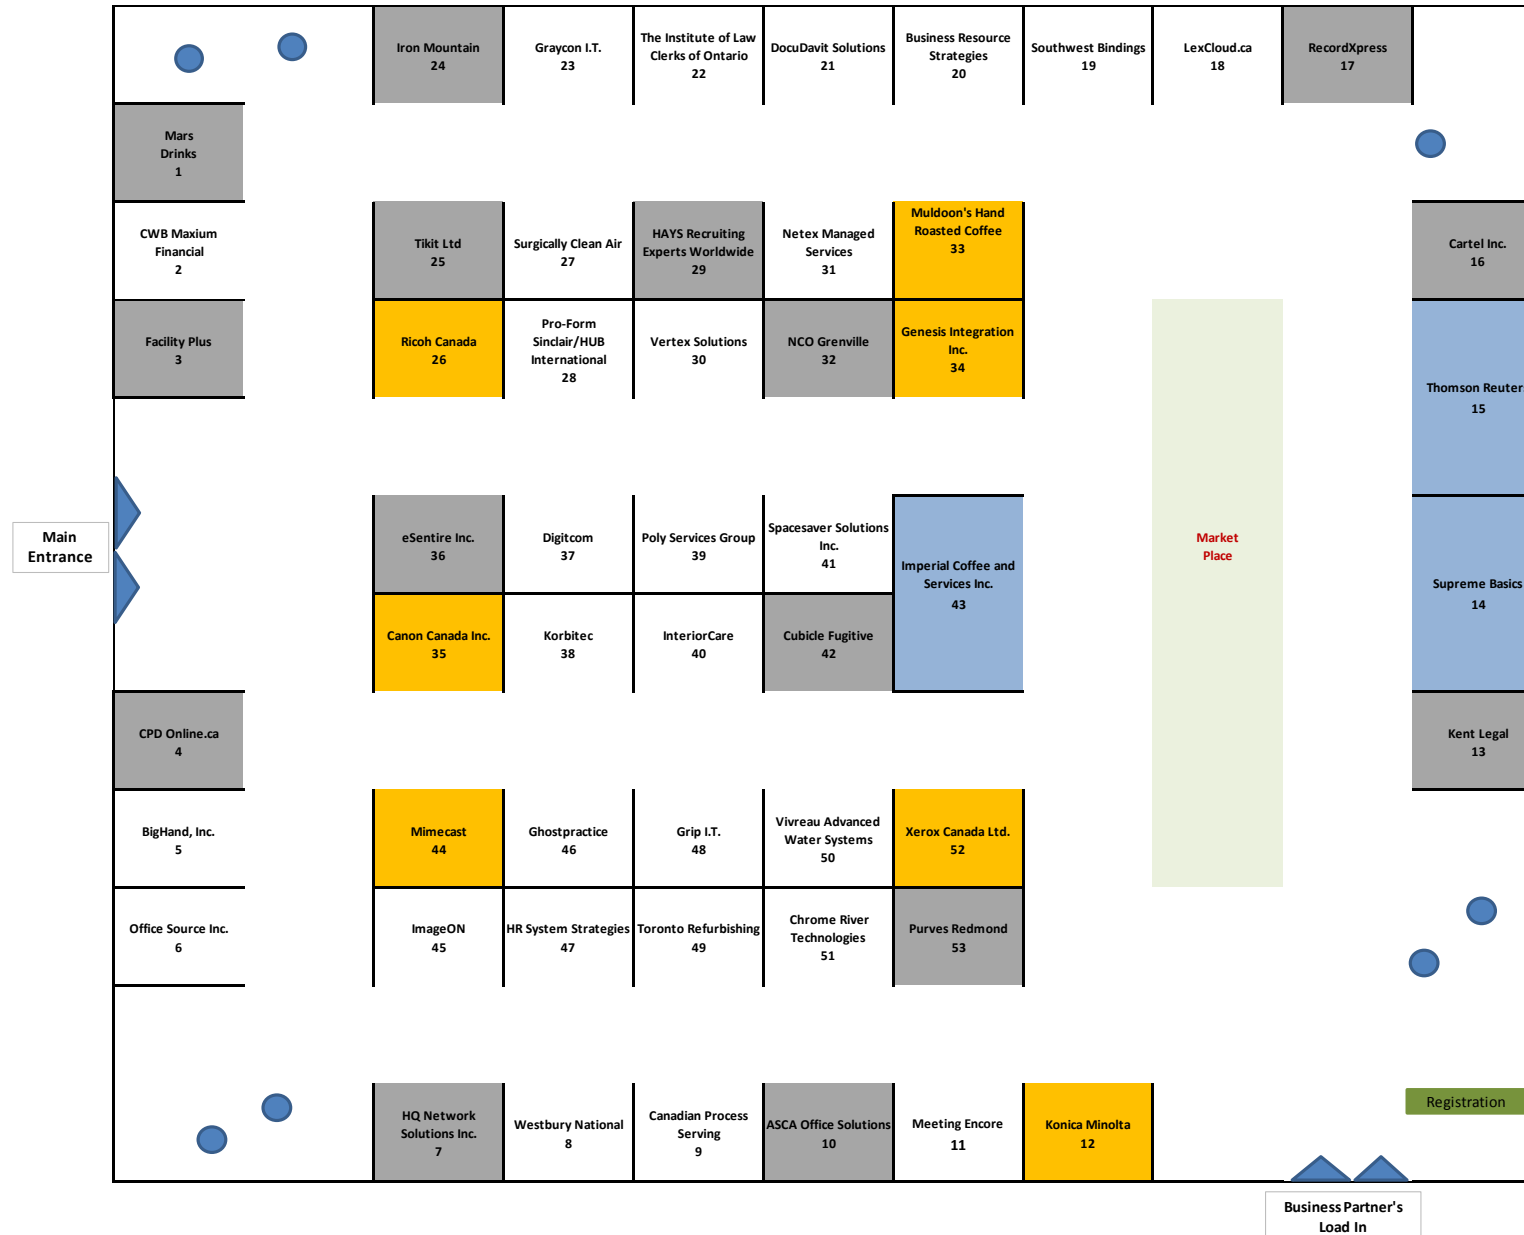 Iron Mountain
24
Graycon I.T.
23
The Institute of Law
Clerks of Ontario
22
DocuDavit Solutions
21
Business Resource
Strategies
20
Southwest Bindings
19
LexCloud.ca
18
RecordXpress
17
Mars
Drinks
1
CWB Maxium
Financial
2
Tikit Ltd
25
Surgically Clean Air
27
HAYS Recruiting
Experts Worldwide
29
Netex Managed
Services
31
Muldoon's Hand
Roasted Coffee
33
Cartel Inc.
16
Facility Plus
3
Ricoh Canada
26
Pro-Form
Sinclair/HUB
International
28
Vertex Solutions
30
NCO Grenville
32
Genesis Integration
Inc.
34
Thomson Reuter
15
Main
Entrance
eSentire Inc.
36
Digitcom
37
Poly Services Group
39
Spacesaver Solutions
Inc.
41
Imperial Coffee and
Services Inc.
43
Market
Place
Supreme Basics
14
Canon Canada Inc.
35
Korbitec
38
InteriorCare
40
Cubicle Fugitive
42
CPD Online.ca
4
Kent Legal
13
BigHand, Inc.
5
Mimecast
44
Ghostpractice
46
Grip I.T.
48
Vivreau Advanced
Water Systems
50
Xerox Canada Ltd.
52
Office Source Inc.
6
ImageON
45
HR System Strategies
47
Toronto Refurbishing
49
Chrome River
Technologies
51
Purves Redmond
53
HQ Network
Solutions Inc.
7
Westbury National
8
Canadian Process
Serving
9
ASCA Office Solutions
10
Meeting Encore
11
Konica Minolta
12
Registration
Business Partner's
Load In